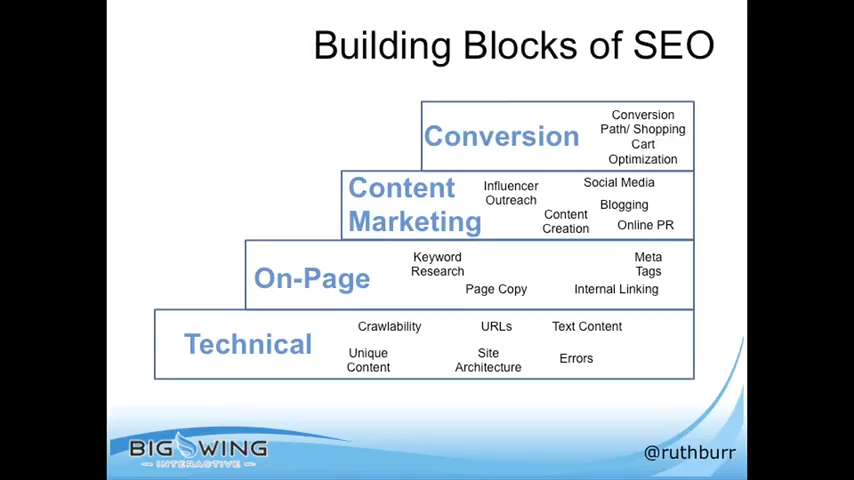 Building Blocks of SEO
Conversion
Conversion
Path/ Shopping
Cart
Optimization
Content
Marketing
Influencer
Outreach
Social Media
Blogging
Content
Creation
Online PR
On-Page
Keyword
Research
Page Copy
Meta
Tags
Internal Linking
Technical
Crawlability
URLs
Text Content
Unique
Content
Site
Architecture
Errors
BIG WING
INTERACTIVE
@ruthburr